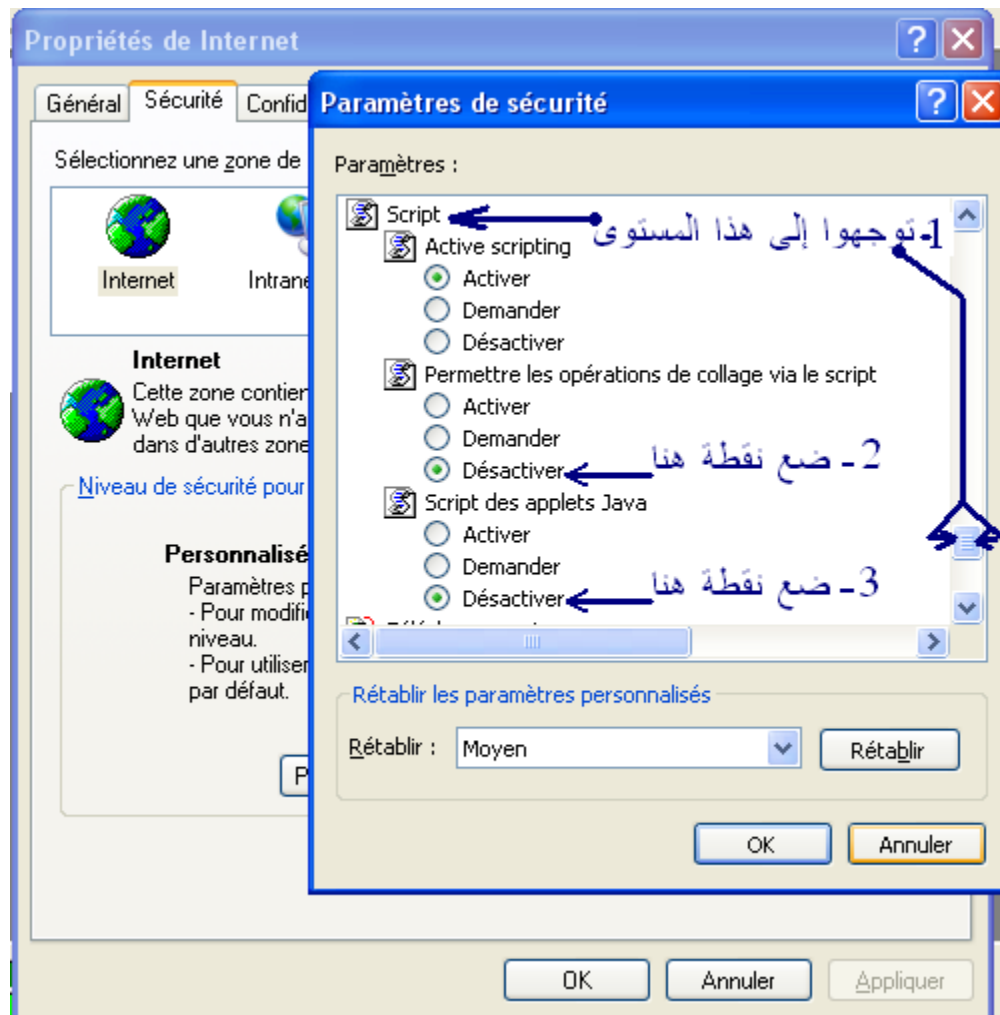 Propriétés de Internet
Général
Sécurité
Confid
Sélectionnez une zone de
Internet
Intrane
Internet
Cette zone contien
Web que vous n'a
dans d'autres zone
Niveau de sécurité pour
Personnalisé
Paramètres p
- Pour modifie
niveau.
- Pour utiliser
par défaut.
P
Paramètres de sécurité
Paramètres :
Script
1- توجهوا إلى هذا المستوى
Active scripting
Activer
Demander
Désactiver
Permettre les opérations de collage via le script
Activer
Demander
Désactiver
2 - ضع نقطة هنا
Script des applets Java
Activer
Demander
Désactiver
3 - ضع نقطة هنا
Rétablir les paramètres personnalisés
Rétablir :
Moyen
Rétablir
OK
Annuler
OK
Annuler
Appliquer